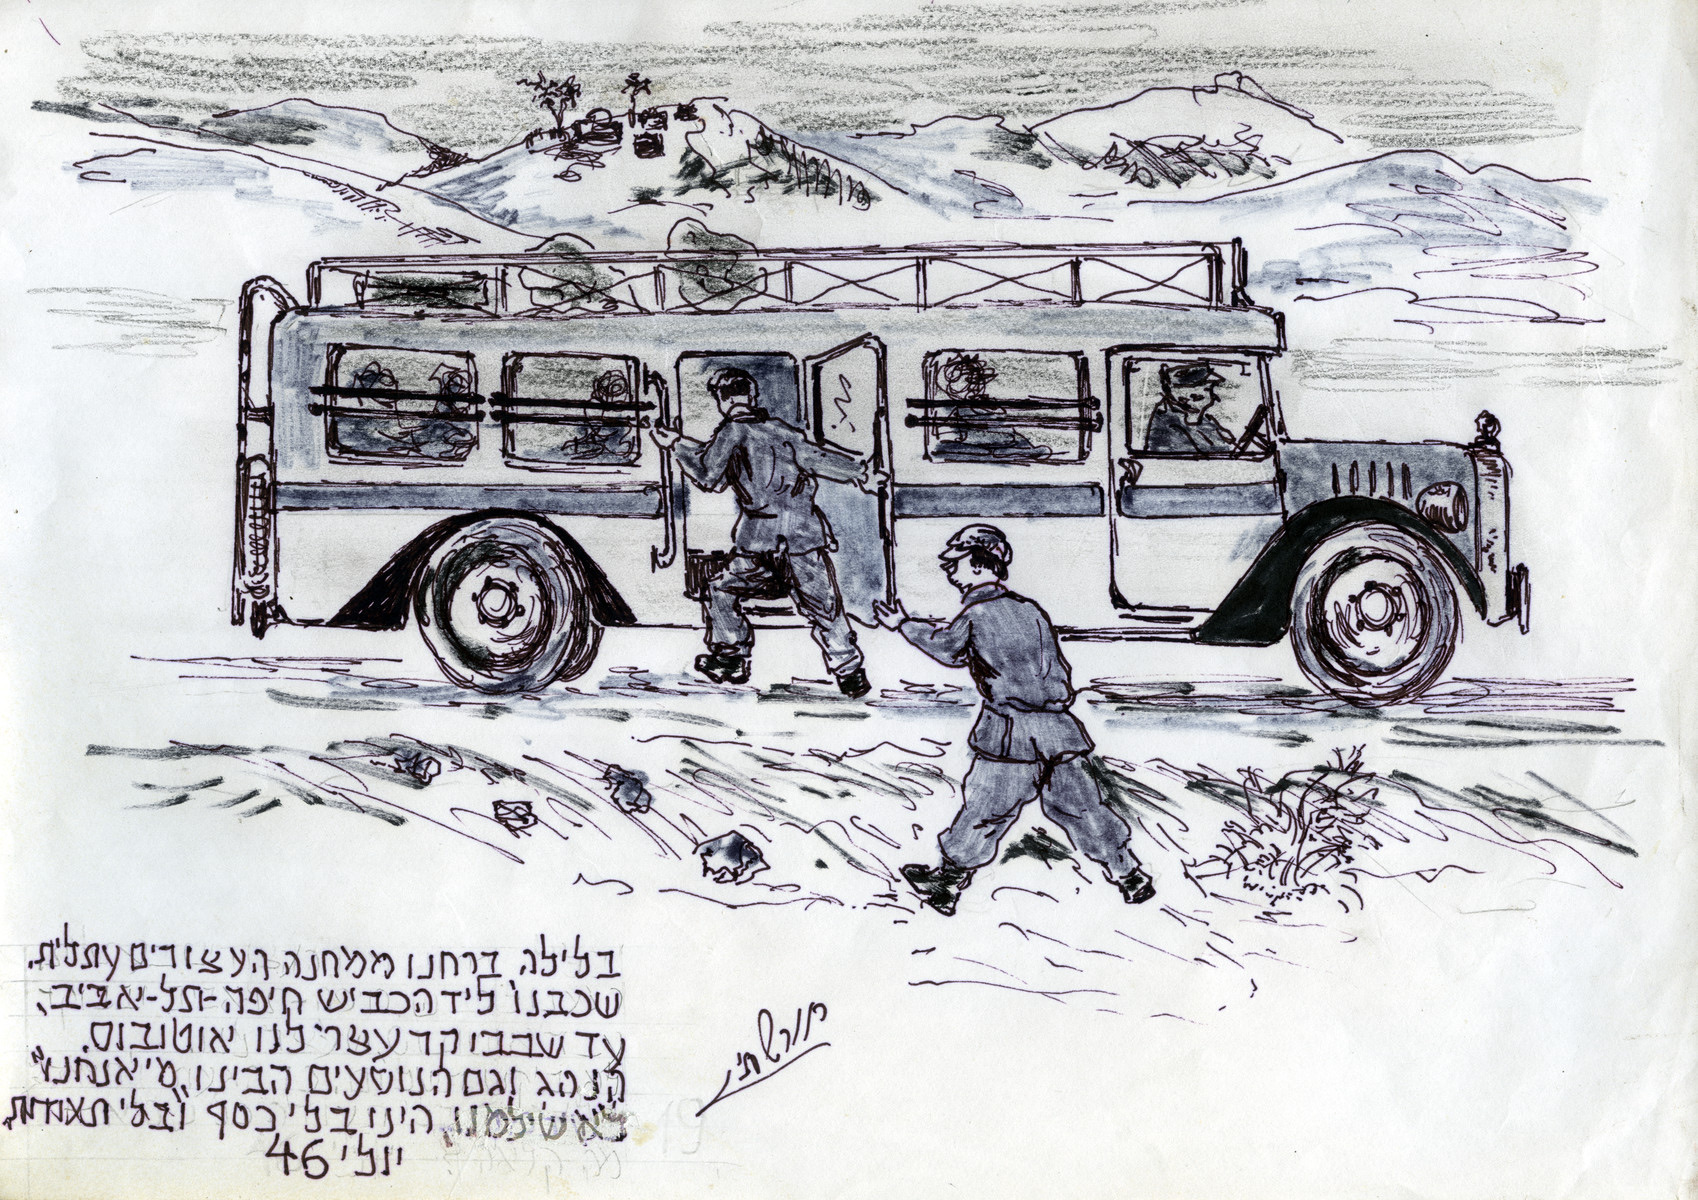 בלילה, ברחנו ממחנה העצורים עתלית.
שכבנו ליד הכביש חיפה-תל-אביב,
עד שבבוקר עצר לנו אוטובוס.
הנהג וגם הנוסעים הבינו "מי אנחנו"
לא שילמנו, היינו בלי כסף ובלי תעודות.
יולי 46